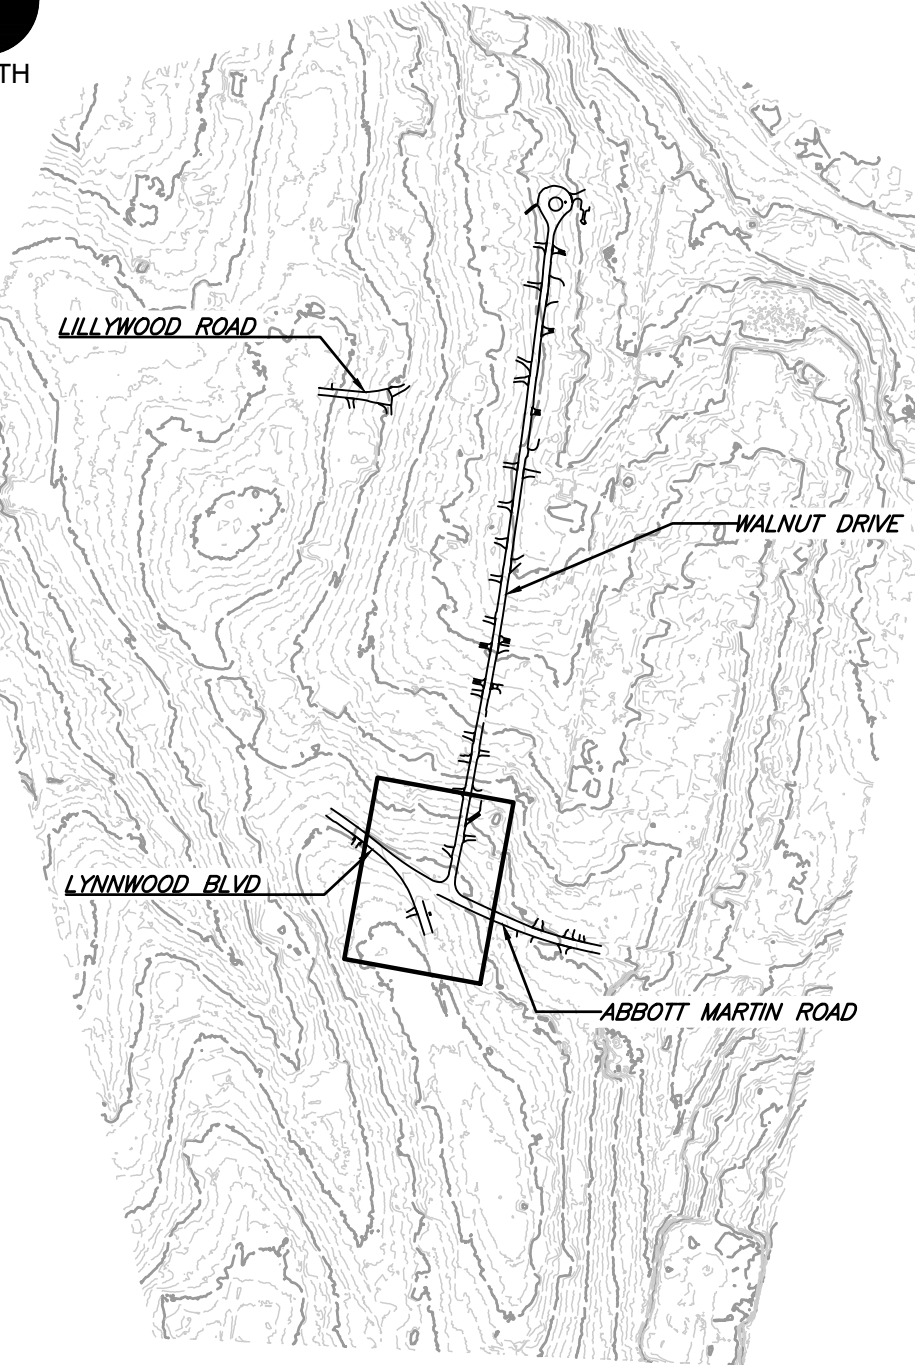 TH
LILLYWOOD ROAD
WALNUT DRIVE
LYNNWOOD BLVD
ABBOTT MARTIN ROAD